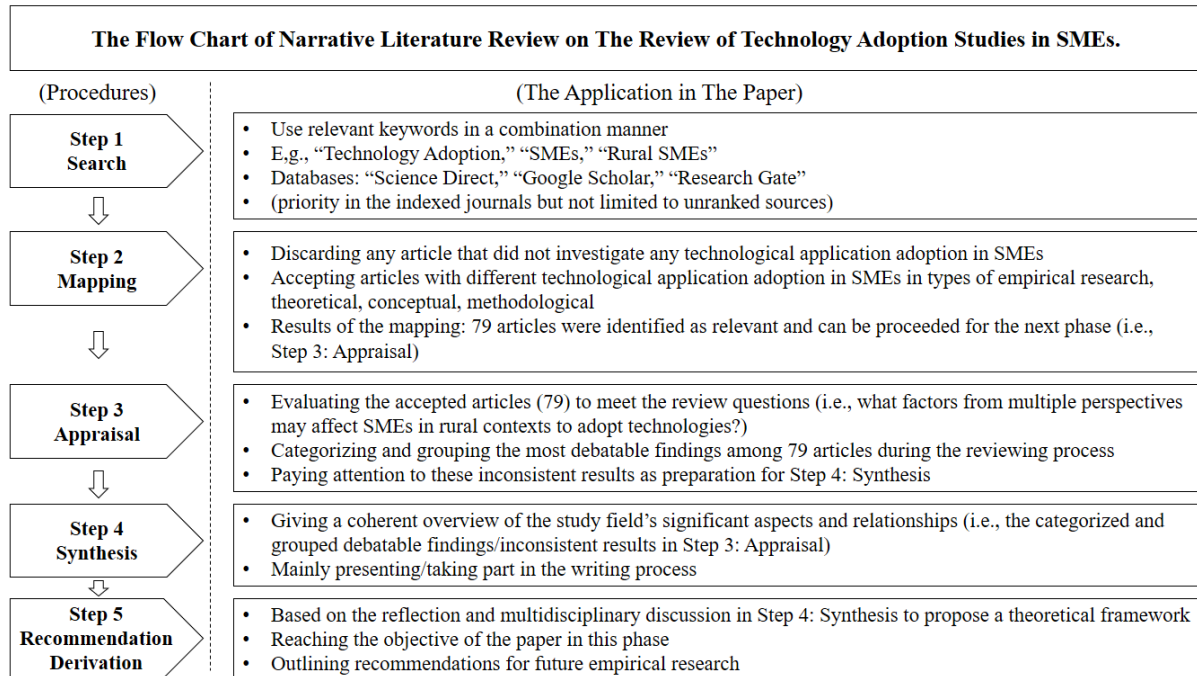 The Flow Chart of Narrative Literature Review on The Review of Technology Adoption Studies in SMEs.
(Procedures)
(The Application in The Paper)
Step 1
Search
• Use relevant keywords in a combination manner
• E,g., “Technology Adoption,” “SMEs,” “Rural SMEs”
• Databases: “Science Direct,” “Google Scholar,” “Research Gate”
• (priority in the indexed journals but not limited to unranked sources)
Step 2
Mapping
• Discarding any article that did not investigate any technological application adoption in SMEs
• Accepting articles with different technological application adoption in SMEs in types of empirical research,
theoretical, conceptual, methodological
• Results of the mapping: 79 articles were identified as relevant and can be proceeded for the next phase (i.e.,
Step 3: Appraisal)
Step 3
Appraisal
• Evaluating the accepted articles (79) to meet the review questions (i.e., what factors from multiple perspectives
may affect SMEs in rural contexts to adopt technologies?)
• Categorizing and grouping the most debatable findings among 79 articles during the reviewing process
• Paying attention to these inconsistent results as preparation for Step 4: Synthesis
Step 4
Synthesis
• Giving a coherent overview of the study field’s significant aspects and relationships (i.e., the categorized and
grouped debatable findings/inconsistent results in Step 3: Appraisal)
• Mainly presenting/taking part in the writing process
Step 5
Recommendation
Derivation
• Based on the reflection and multidisciplinary discussion in Step 4: Synthesis to propose a theoretical framework
• Reaching the objective of the paper in this phase
• Outlining recommendations for future empirical research